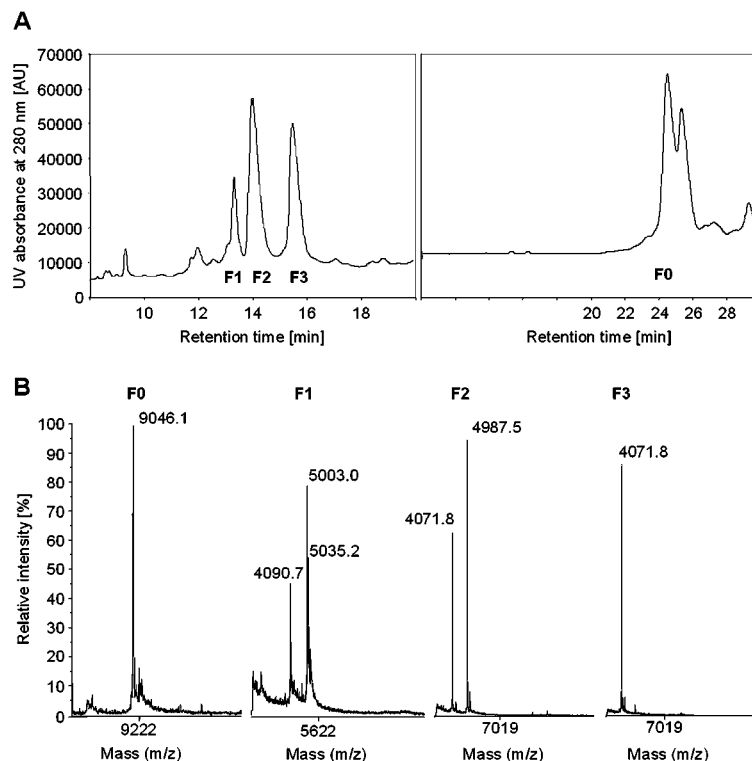 A
UV absorbance at 280 nm [AU]
70000
60000
50000
40000
30000
20000
10000
0
F1 F2 F3
10 12 14 16 18
Retention time [min]
F0
20 22 24 26 28
Retention time [min]
B
F0 F1 F2 F3
Relative intensity [%]
100
90
80
70
60
50
40
30
20
10
0
9046.1
9222
Mass (m/z)
5003.0
5035.2
4090.7
5622
Mass (m/z)
4987.5
4071.8
7019
Mass (m/z)
4071.8
7019
Mass (m/z)